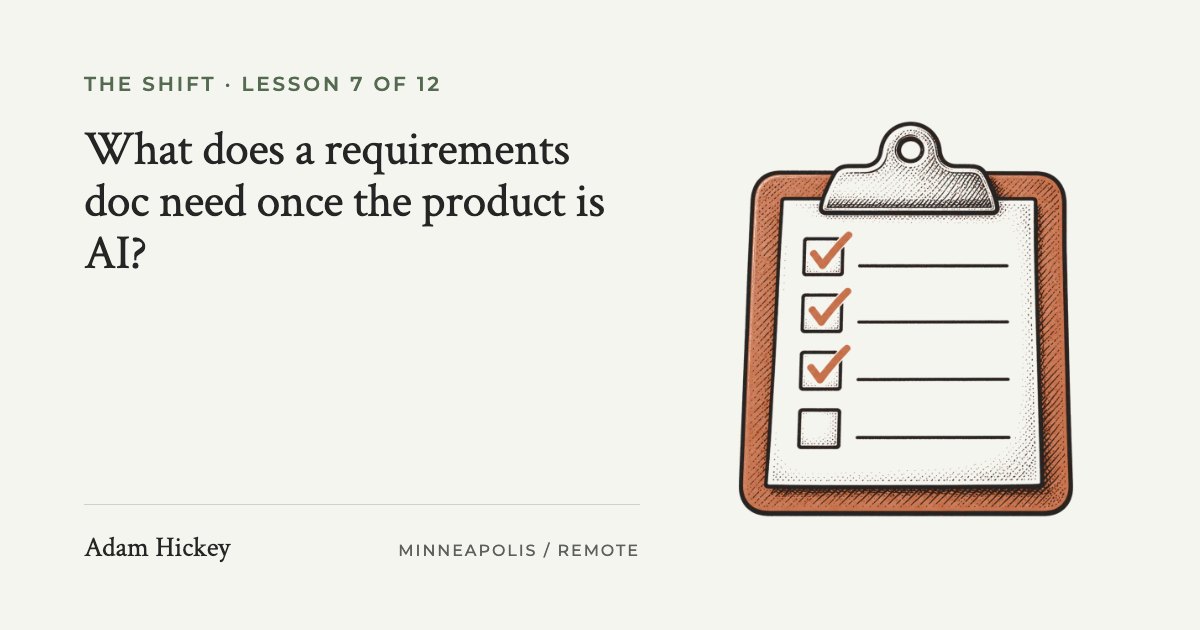 THE SHIFT · LESSON 7 OF 12
What does a requirements
doc need once the product is
AI?
Adam Hickey
MINNEAPOLIS / REMOTE